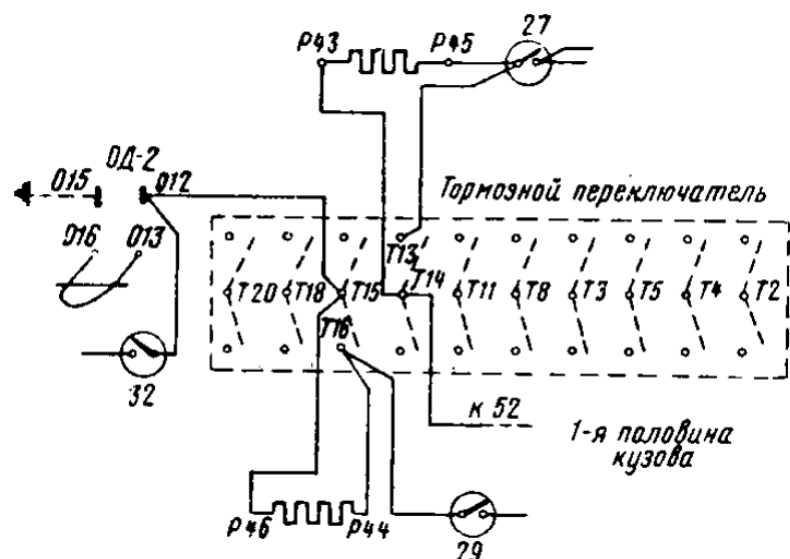 Р43
Р45
27
ОД-2
015
012
Тормозной переключатель
016
013
Т13
Т20
Т18
Т15
Т14
Т11
Т8
Т3
Т5
Т4
Т2
Т16
32
к 52
1-я половина
кузова
Р46
Р44
29